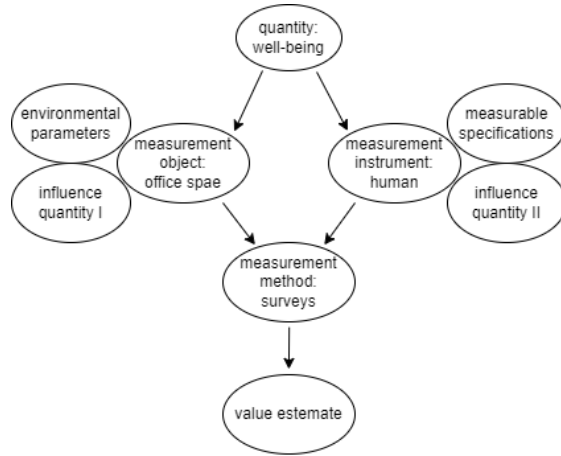 quantity:
well-being
environmental
parameters
measurement
object:
office spae
influence
quantity I
measurement
instrument:
human
measurable
specifications
influence
quantity II
measurement
method:
surveys
value estemate